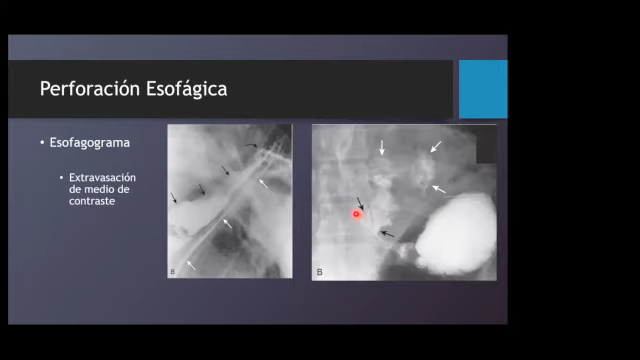 Perforación Esofágica
• Esofagograma
• Extravasación
de medio de
contraste
B
B